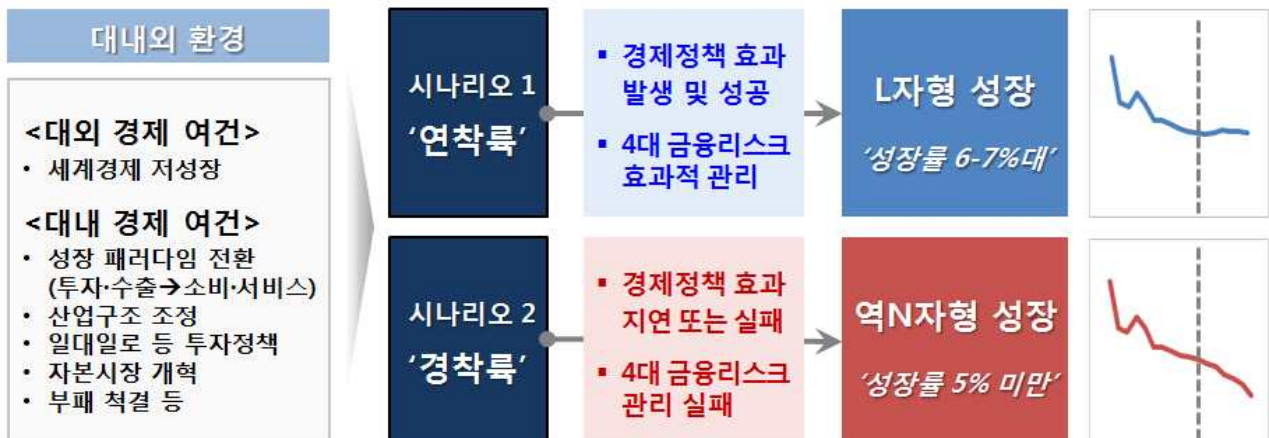 대내외 환경
<대외 경제 여건>
• 세계경제 저성장
<대내 경제 여건>
• 성장 패러다임 전환
(투자·수출→소비·서비스)
• 산업구조 조정
• 일대일로 등 투자정책
• 자본시장 개혁
• 부패 척결 등
시나리오 1
‘연착륙’
▪ 경제정책 효과
발생 및 성공
▪ 4대 금융리스크
효과적 관리
L자형 성장
‘성장률 6-7%대’
시나리오 2
‘경착륙’
▪ 경제정책 효과
지연 또는 실패
▪ 4대 금융리스크
관리 실패
역N자형 성장
‘성장률 5% 미만’